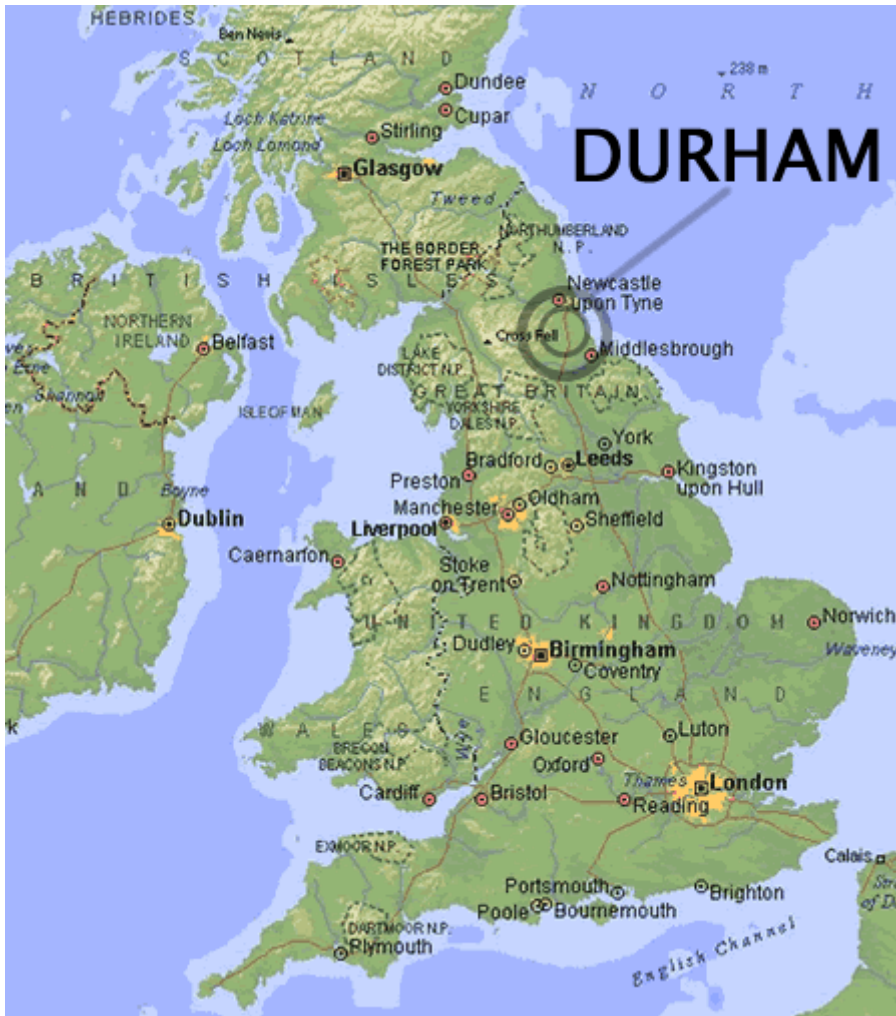 HEBRIDES
Ben Nevis
SCOTLAND
238 m
NORTH
Dundee
Cupar
Loch Katrine
Stirling
Loch Lomond
DURHAM
Glasgow
Tweed
NORTHUMBERLAND
N.P.
THE BORDER
FOREST PARK
BRITISH ISLES
Newcastle
upon Tyne
NORTHERN
IRELAND
Belfast
Cross Fell
Middlesbrough
LAKE
DISTRICT N.P.
Shannon
GREAT BRITAIN
ISLE OF MAN
YORKSHIRE
DALES N.P.
York
Bradford
Leeds
Preston
Kingston
upon Hull
AND
Boyne
Oldham
Manchester
Dublin
Liverpool
Sheffield
Caernarfon
Stoke
on Trent
Nottingham
UNITED KINGDOM
Norwich
Dudley
Birmingham
Waveney
Coventry
ENGLAND
WALES
BRECON
BEACONS N.P.
Wye
Gloucester
Luton
Oxford
Thames
London
Cardiff
Bristol
Reading
EXMOOR N.P.
Calais
Portsmouth
Brighton
Poole
Bournemouth
DARTMOOR N.P.
Plymouth
English Channel